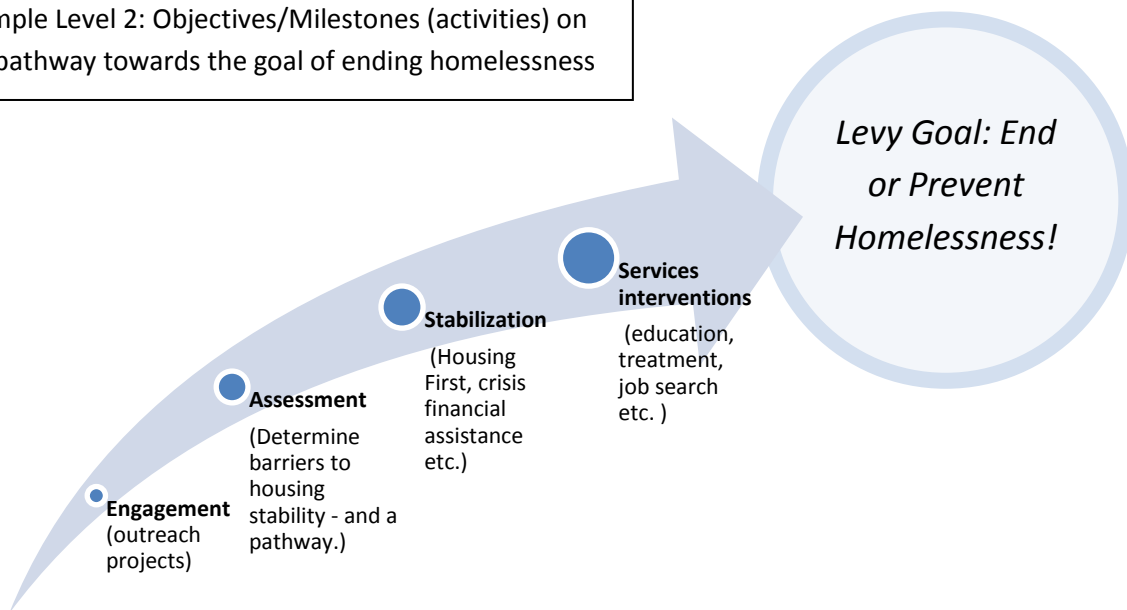 mple Level 2: Objectives/Milestones (activities) on
pathway towards the goal of ending homelessness
Levy Goal: End
or Prevent
Homelessness!
Services
interventions
(education,
treatment,
job search
etc. )
Stabilization
(Housing
First, crisis
financial
assistance
etc.)
Assessment
(Determine
barriers to
housing
stability - and a
pathway.)
Engagement
(outreach
projects)